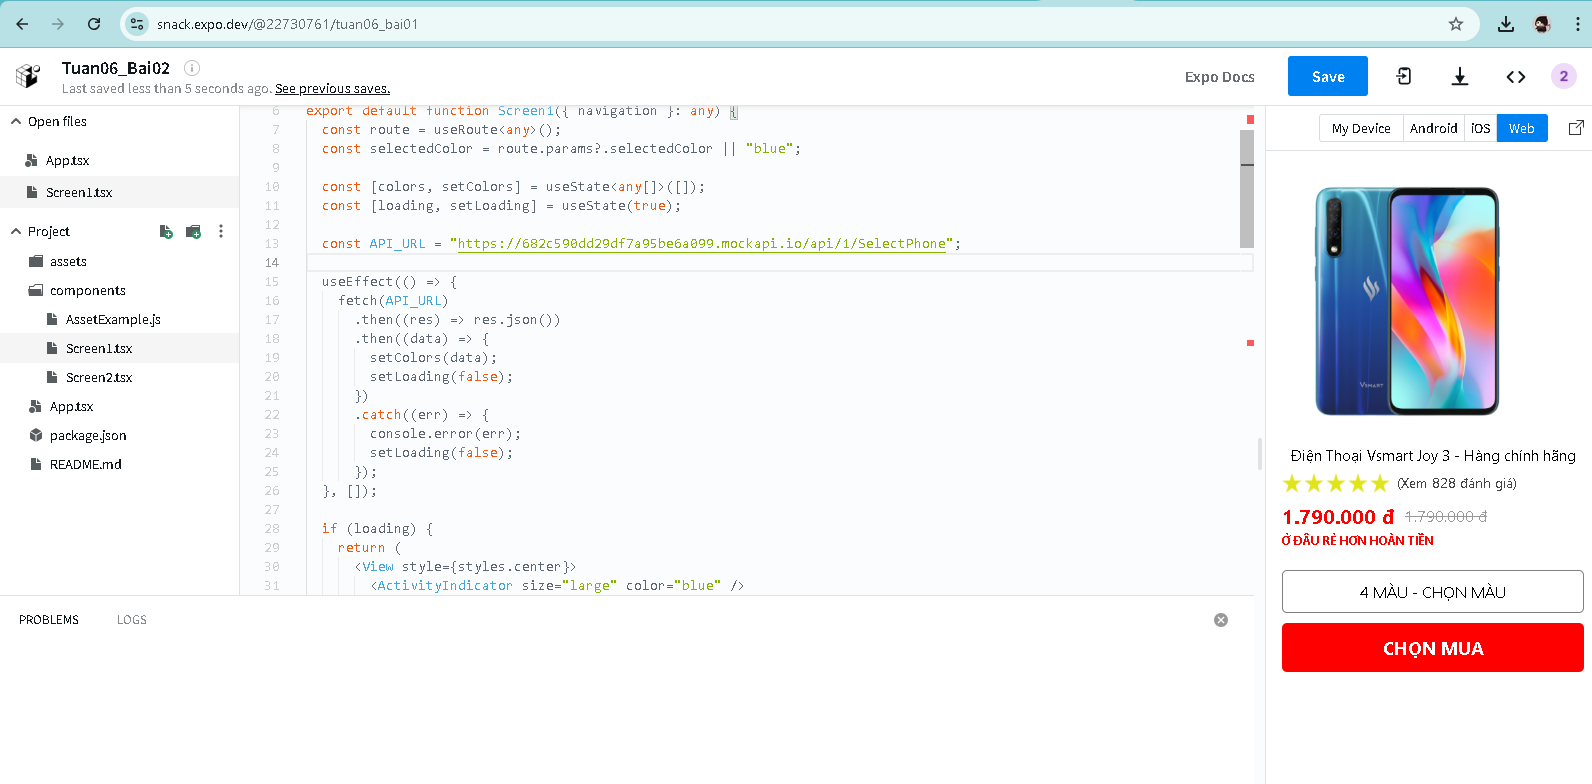 snack.expo.dev/@22730761/tuan06_bai01
Tuan06_Bai02
Last saved less than 5 seconds ago. See previous saves.
Expo Docs
Save
2
Open files
App.tsx
Screen1.tsx
Project
assets
components
AssetExample.js
Screen1.tsx
Screen2.tsx
App.tsx
package.json
README.md
6 export default function Screen1({ navigation }: any) {
7 const route = useRoute<any>();
8 const selectedColor = route.params?.selectedColor || "blue";
9
10 const [colors, setColors] = useState<any[]>([]);
11 const [loading, setLoading] = useState(true);
12
13 const API_URL = "https://682c590dd29df7a95be6a099.mockapi.io/api/1/SelectPhone";
14
15 useEffect(() => {
16 fetch(API_URL)
17 .then((res) => res.json())
18 .then((data) => {
19 setColors(data);
20 setLoading(false);
21 })
22 .catch((err) => {
23 console.error(err);
24 setLoading(false);
25 });
26 }, []);
27
28 if (loading) {
29 return (
30 <View style={styles.center}>
31 <ActivityIndicator size="large" color="blue" />
PROBLEMS
LOGS
My Device
Android
iOS
Web
VSMART
Điện Thoại Vsmart Joy 3 - Hàng chính hãng
(Xem 828 đánh giá)
1.790.000 đ 1.790.000 đ
Ở ĐÂU RẺ HƠN HOÀN TIỀN
4 MÀU - CHỌN MÀU
CHỌN MUA